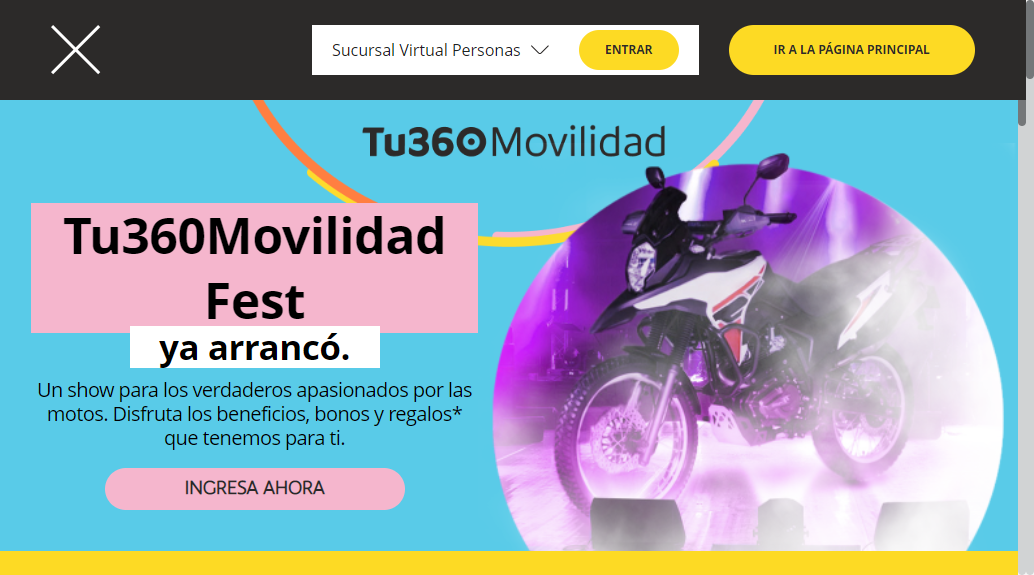 Sucursal Virtual Personas
ENTRAR
IR A LA PÁGINA PRINCIPAL
Tu360Movilidad
Tu360Movilidad
Fest
ya arrancó.
Un show para los verdaderos apasionados por las
motos. Disfruta los beneficios, bonos y regalos*
que tenemos para ti.
INGRESA AHORA